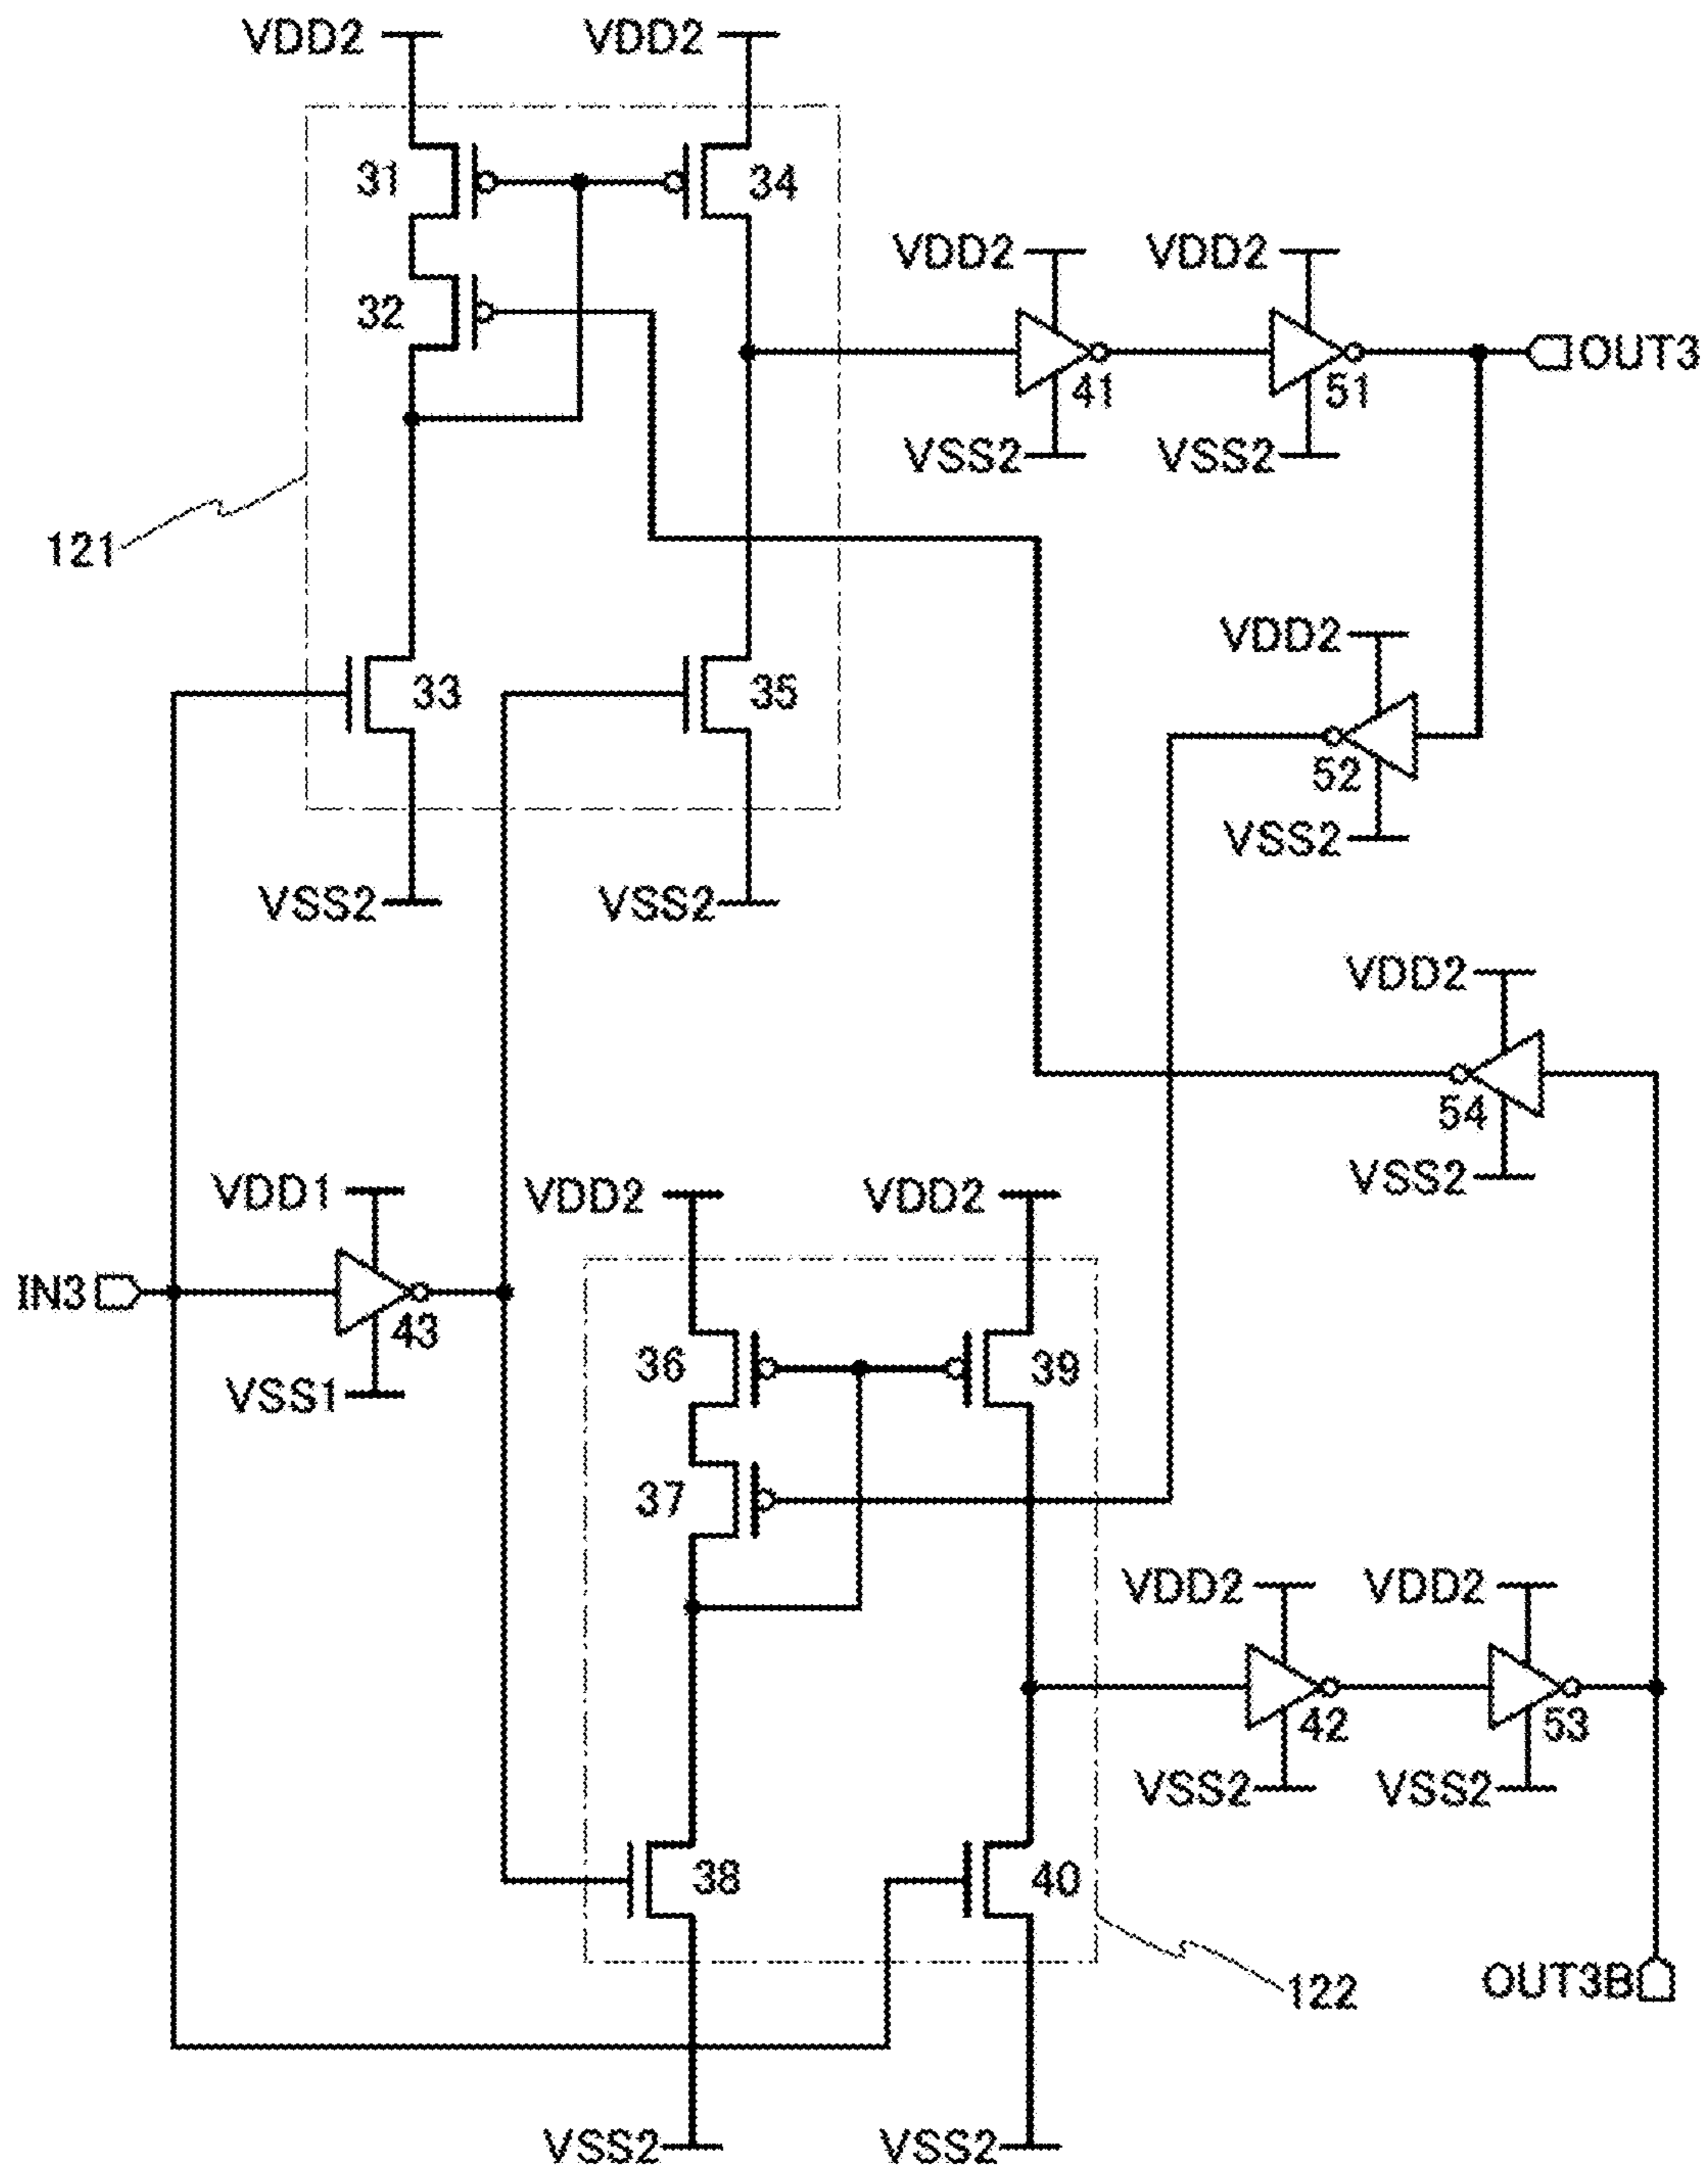 VDD2 VDD2
31 34
32
VDD2 VDD2
41 51 OUT3
VSS2 VSS2
121
33 35
VDD2
52
VSS2
VSS2 VSS2
VDD2
54
VSS2
VDD1
IN3 43
VSS1
VDD2 VDD2
36 39
37
VDD2 VDD2
42 53
VSS2 VSS2
38 40
122
OUT3B
VSS2 VSS2